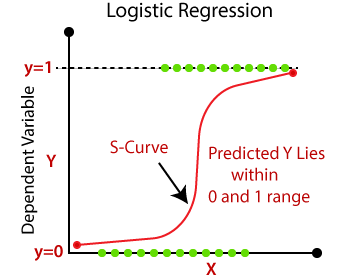 Logistic Regression
y=1
Dependent Variable
Y
S-Curve
Predicted Y Lies
within
0 and 1 range
y=0
X